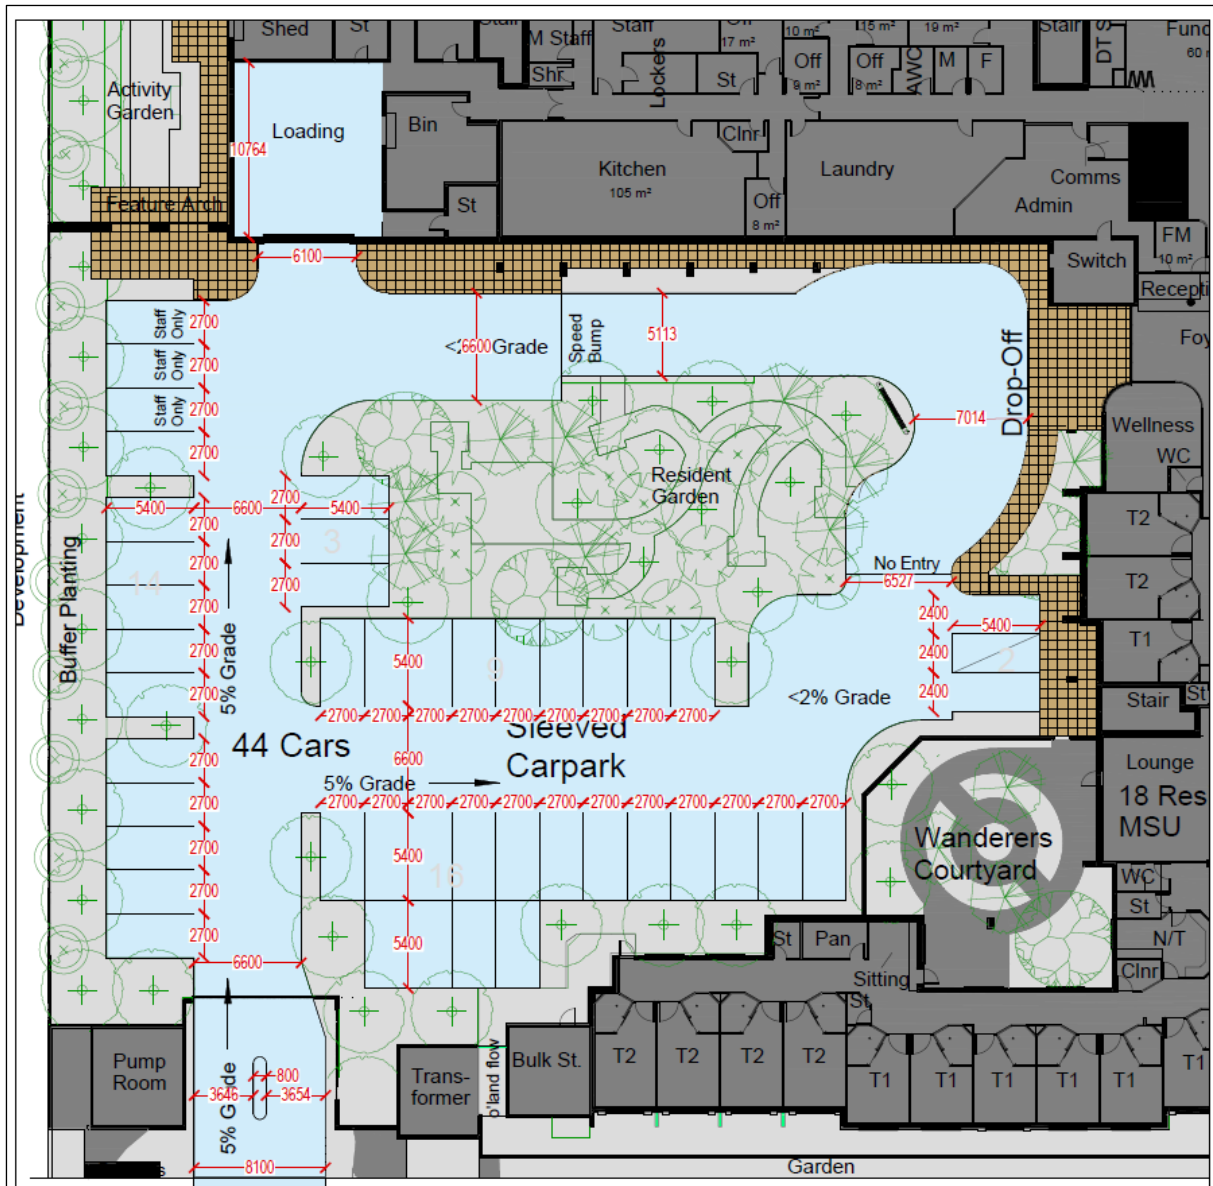 Shed
St
Stair
M Staff
Staff
Off
17 m²
10 m²
15 m²
19 m²
Stair
DT S
Func
60 m
Activity
Garden
Loading
10764
Bin
Shr
Lockers
St
Off
9 m²
Off
8 m²
AWC
M
F
Clnr
Kitchen
105 m²
Laundry
Comms
Admin
St
Off
8 m²
Feature Arch
6100
FM
10 m²
Switch
Recepti
Foy
2700
Staff
Only
2700
Staff
Only
2700
Staff
Only
2700
6600
Grade
Speed
Bump
5113
Drop-Off
7014
Wellness
WC
Resident
Garden
5400
6600
5400
2700
2700
2700
2700
2700
2700
2700
2700
3
14
Development
Buffer Planting
5% Grade
No Entry
6527
2400
5400
2400
2400
2
T2
T2
T1
Stair
St
5400
9
<2% Grade
2700 2700 2700 2700 2700 2700 2700 2700 2700
44 Cars
6600
Sleeved
Carpark
5% Grade
2700 2700 2700 2700 2700 2700 2700 2700 2700 2700 2700 2700
2700
2700
2700
2700
2700
5400
16
5400
Lounge
18 Res
MSU
Wanderers
Courtyard
WC
St
N/T
Clnr
St
Pan
Sitting
St
6600
Pump
Room
5% Grade
800
3646
3654
8100
Trans-
former
o'land flow
Bulk St.
T2
T2
T2
T2
T1
T1
T1
T1
T1
T1
Garden